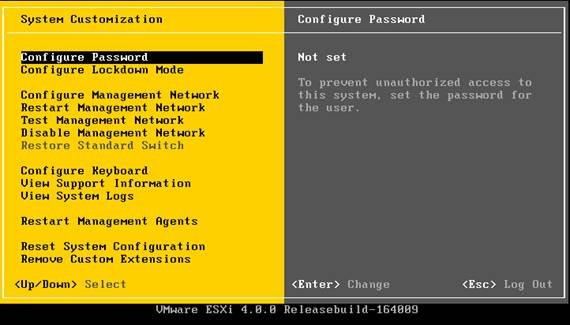 System Customization
Configure Password
Configure Lockdown Mode
Configure Management Network
Restart Management Network
Test Management Network
Disable Management Network
Restore Standard Switch
Configure Keyboard
View Support Information
View System Logs
Restart Management Agents
Reset System Configuration
Remove Custom Extensions
<Up/Down> Select
Configure Password
Not set
To prevent unauthorized access to
this system, set the password for
the user.
<Enter> Change
<Esc> Log Out
VMware ESXi 4.0.0 Releasebuild-164009